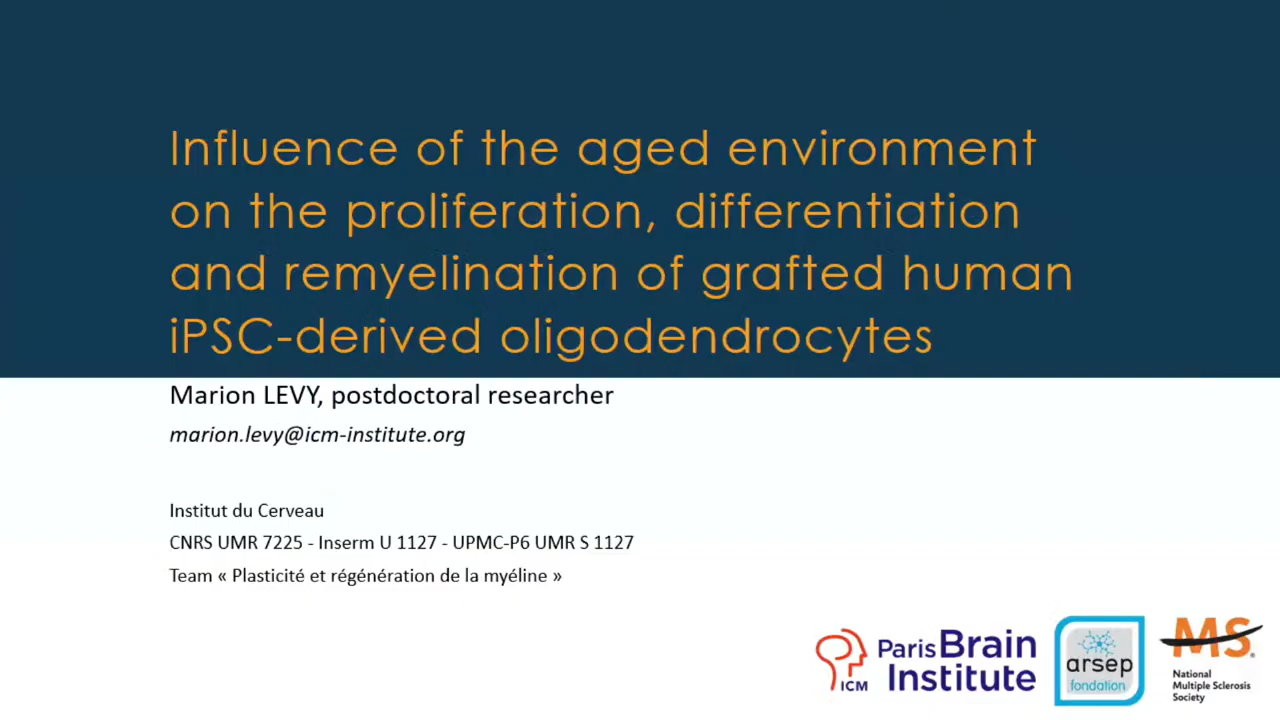 Influence of the aged environment
on the proliferation, differentiation
and remyelination of grafted human
iPSC-derived oligodendrocytes
Marion LEVY, postdoctoral researcher
marion.levy@icm-institute.org
Institut du Cerveau
CNRS UMR 7225 - Inserm U 1127 - UPMC-P6 UMR S 1127
Team « Plasticité et régénération de la myéline »
ICM
Paris Brain
Institute
arsep
fondation
MS
National
Multiple Sclerosis
Society